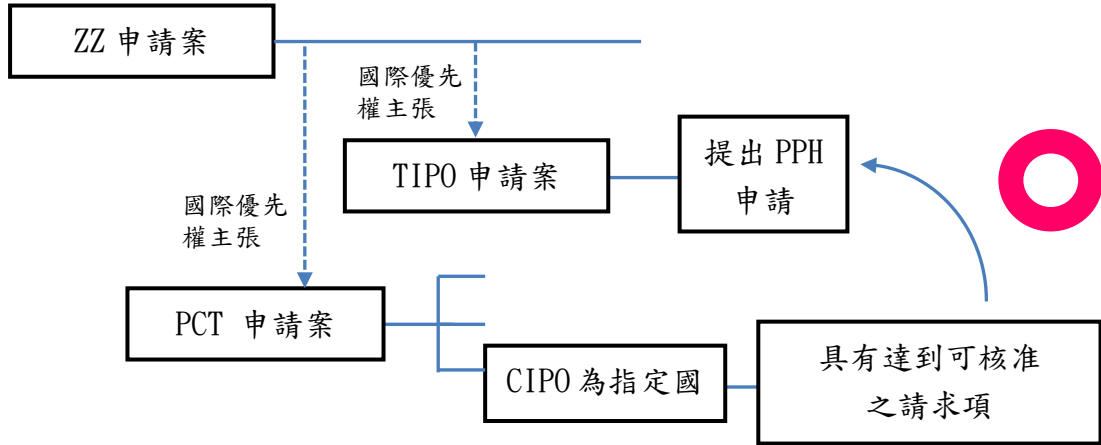 ZZ 申請案
國際優先
權主張
TIPO 申請案
提出 PPH
申請
國際優先
權主張
PCT 申請案
CIPO 為指定國
具有達到可核准
之請求項